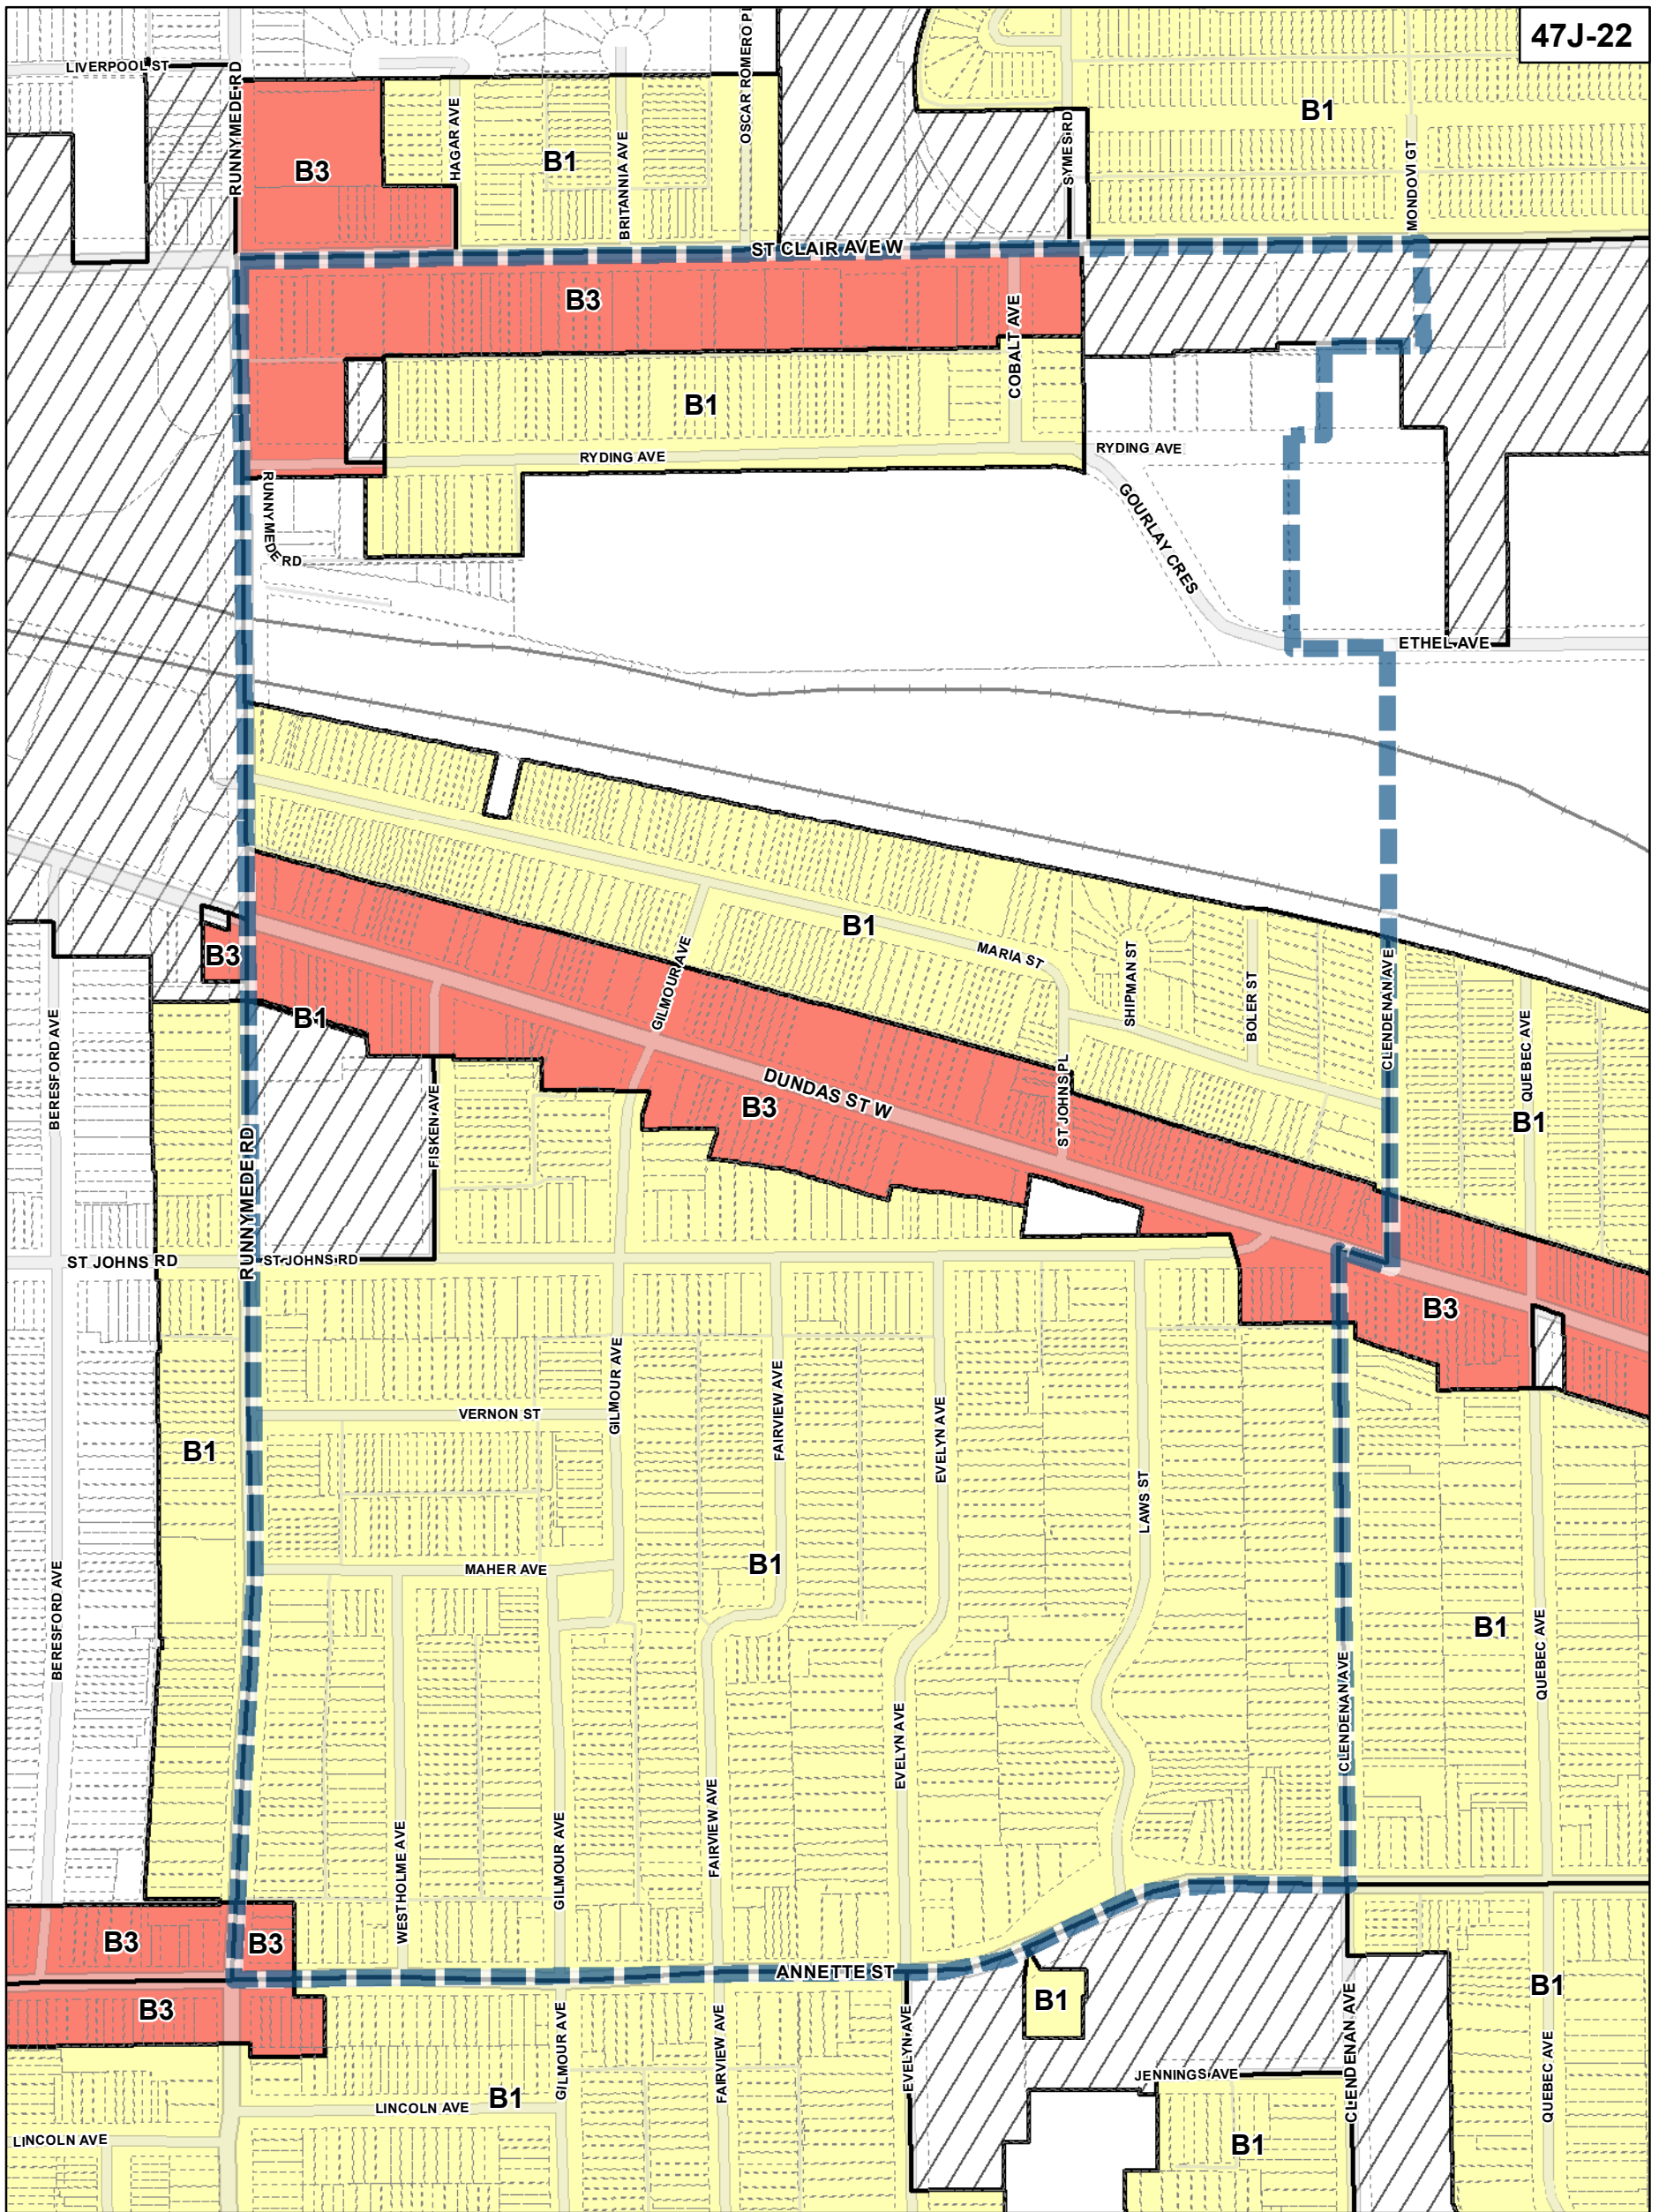 47J-22
LIVERPOOL ST
RUNNYMEDE RD
OSCAR ROMERO PL
HAGAR AVE
BRITANNIA AVE
SYMES RD
MONDOVI GT
B1
B3
B1
ST CLAIR AVE W
B3
COBALT AVE
B1
RYDING AVE
RYDING AVE
RUNNYMEDE RD
GOURLAY CRES
ETHEL AVE
B1
MARIA ST
GILMOUR AVE
SHIPMAN ST
BOLER ST
CLENDENAN AVE
QUEBEC AVE
B3
B1
BERESFORD AVE
DUNDAS ST W
B3
ST JOHNS PL
B1
FISKEN AVE
RUNNYMEDE RD
ST JOHNS RD
ST JOHNS RD
B3
GILMOUR AVE
FAIRVIEW AVE
EVELYN AVE
VERNON ST
B1
LAWS ST
MAHER AVE
B1
BERESFORD AVE
B1
QUEBEC AVE
CLENDENAN AVE
EVELYN AVE
FAIRVIEW AVE
GILMOUR AVE
WESTHOLME AVE
B3
B3
ANNETTE ST
B3
B1
B1
GILMOUR AVE
FAIRVIEW AVE
EVELYN AVE
CLENDENAN AVE
QUEBEC AVE
JENNINGS AVE
B1
LINCOLN AVE
LINCOLN AVE
B1